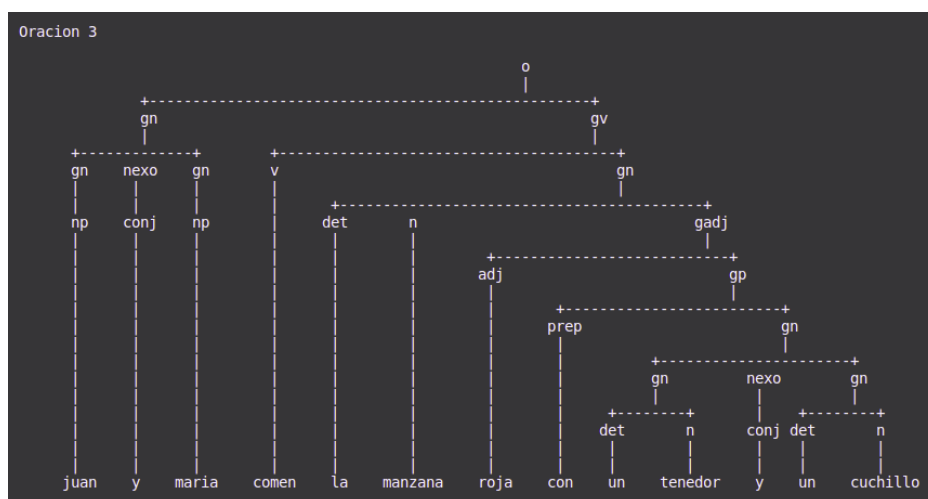 Oracion 3
o
gn gv
gn nexo gn v gn
np conj np det n gadj
adj gp
prep gn
gn nexo gn
det n conj det n
juan y maria comen la manzana roja con un tenedor y un cuchillo